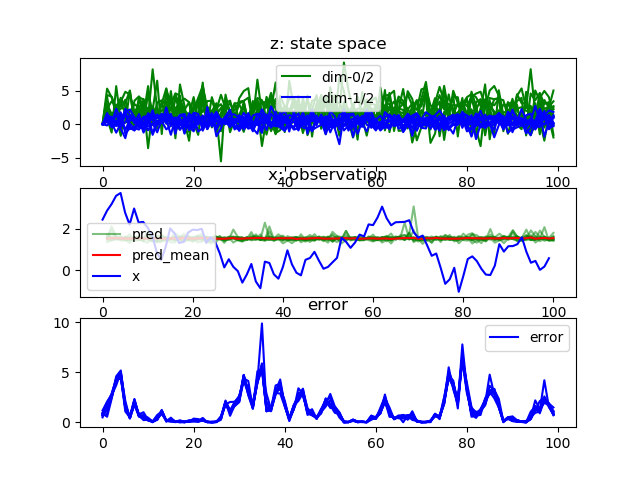 z: state space
dim-0/2
dim-1/2
5
0
−5
0 20 40 60 80 100
x: observation
pred
pred_mean
x
2
0
0 20 40 60 80 100
error
error
10
5
0
0 20 40 60 80 100